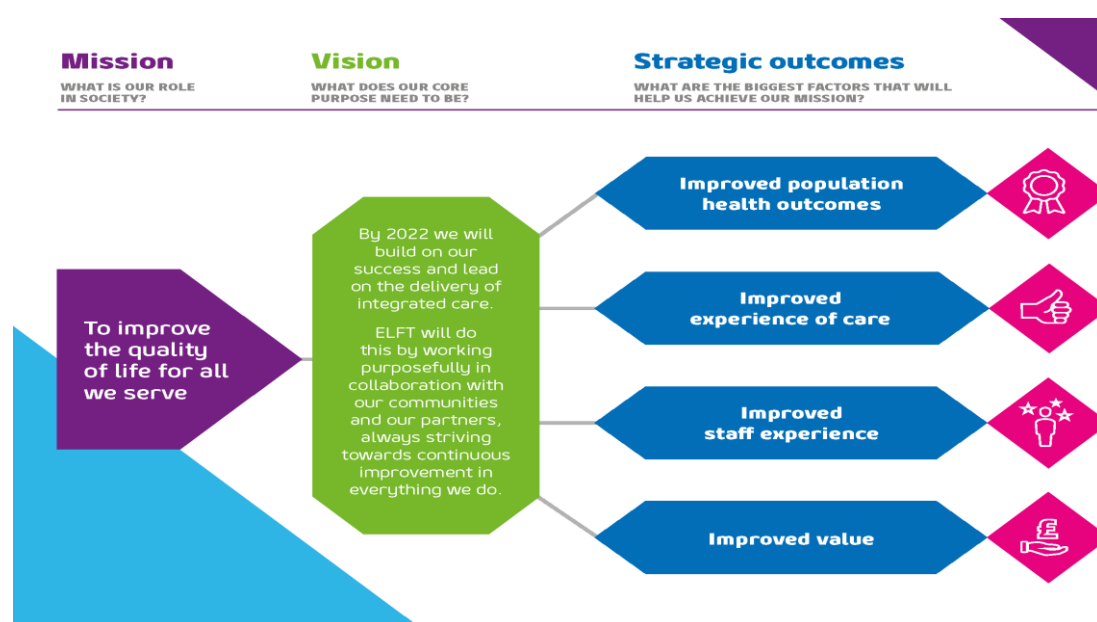 Mission
WHAT IS OUR ROLE
IN SOCIETY?
Vision
WHAT DOES OUR CORE
PURPOSE NEED TO BE?
Strategic outcomes
WHAT ARE THE BIGGEST FACTORS THAT WILL
HELP US ACHIEVE OUR MISSION?
To improve
the quality
of life for all
we serve
By 2022 we will
build on our
success and lead
on the delivery of
integrated care.
ELFT will do
this by working
purposefully in
collaboration with
our communities
and our partners,
always striving
towards continuous
improvement in
everything we do.
Improved population
health outcomes
Improved
experience of care
Improved
staff experience
Improved value
£